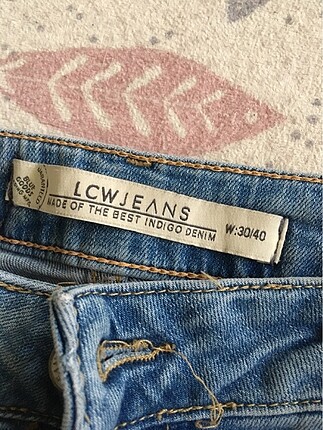 LCWJEANS
MADE OF THE BEST INDIGO DENIM
W:30/40